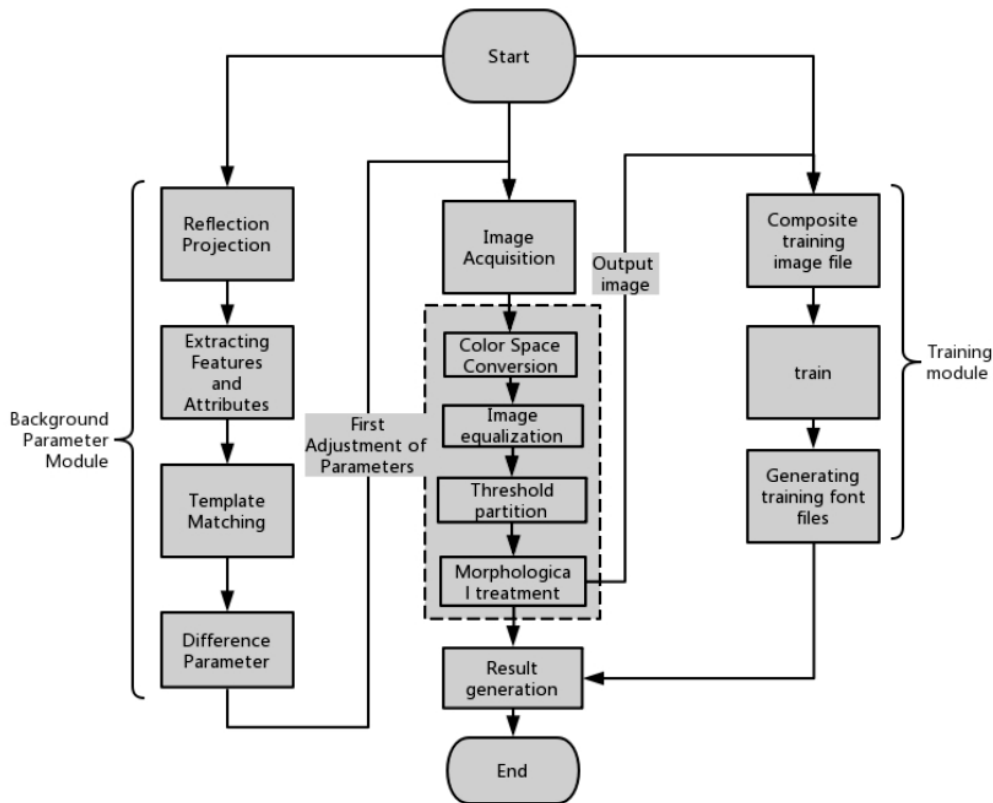 Start
Background
Parameter
Module
Reflection
Projection
Extracting
Features
and
Attributes
Template
Matching
Difference
Parameter
First
Adjustment of
Parameters
Image
Acquisition
Color Space
Conversion
Image
equalization
Threshold
partition
Morphologica
l treatment
Output
image
Composite
training
image file
train
Generating
training font
files
Training
module
Result
generation
End